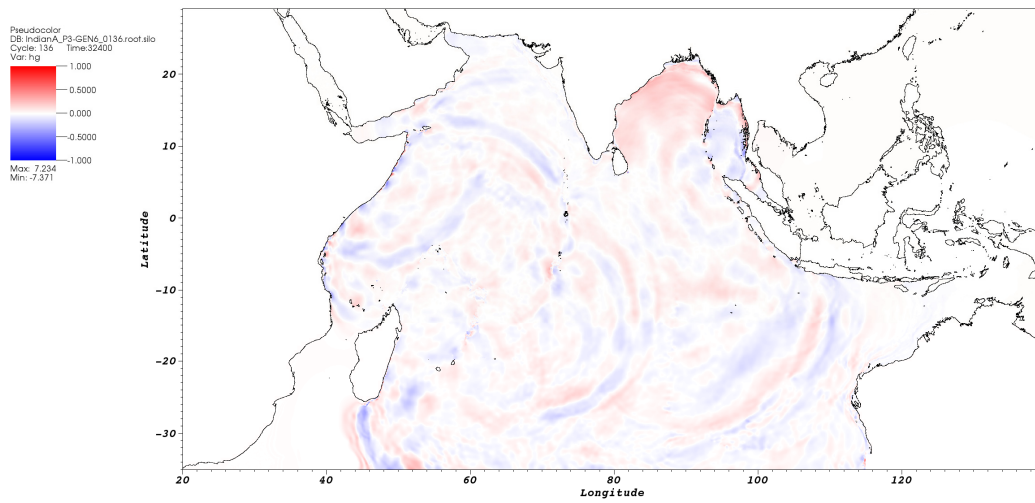 Pseudocolor
DB: IndianA_P3-GEN6_0136.root.silo
Cycle: 136 Time:32400
Var: hg
1.000
0.5000
0.000
-0.5000
-1.000
Max: 7.234
Min: -7.371
20
10
0
-10
-20
-30
Latitude
20
40
60
80
100
120
Longitude